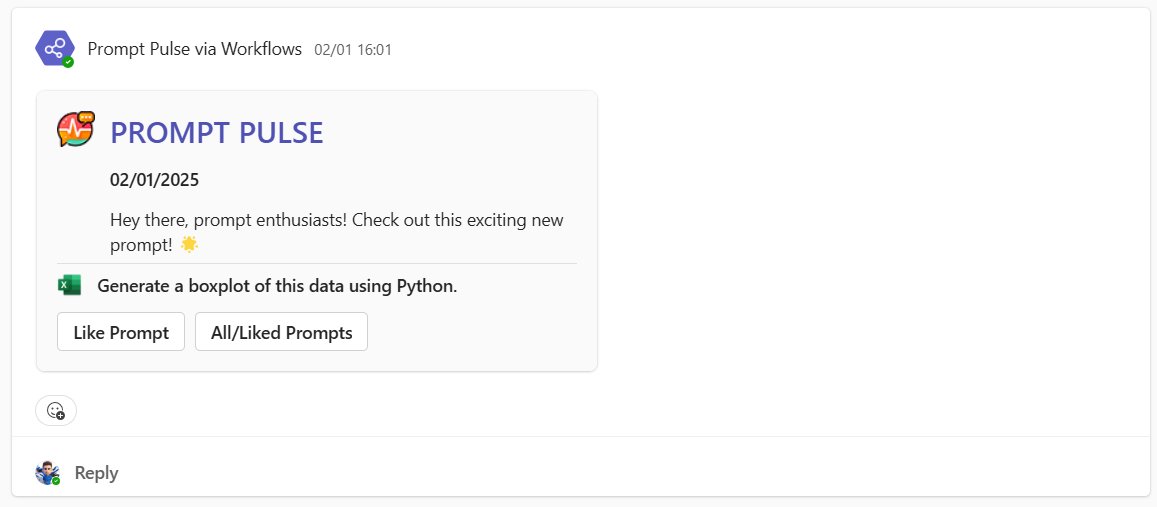 Prompt Pulse via Workflows 02/01 16:01
PROMPT PULSE
02/01/2025
Hey there, prompt enthusiasts! Check out this exciting new
prompt! 🌟
Generate a boxplot of this data using Python.
Like Prompt All/Liked Prompts
Reply